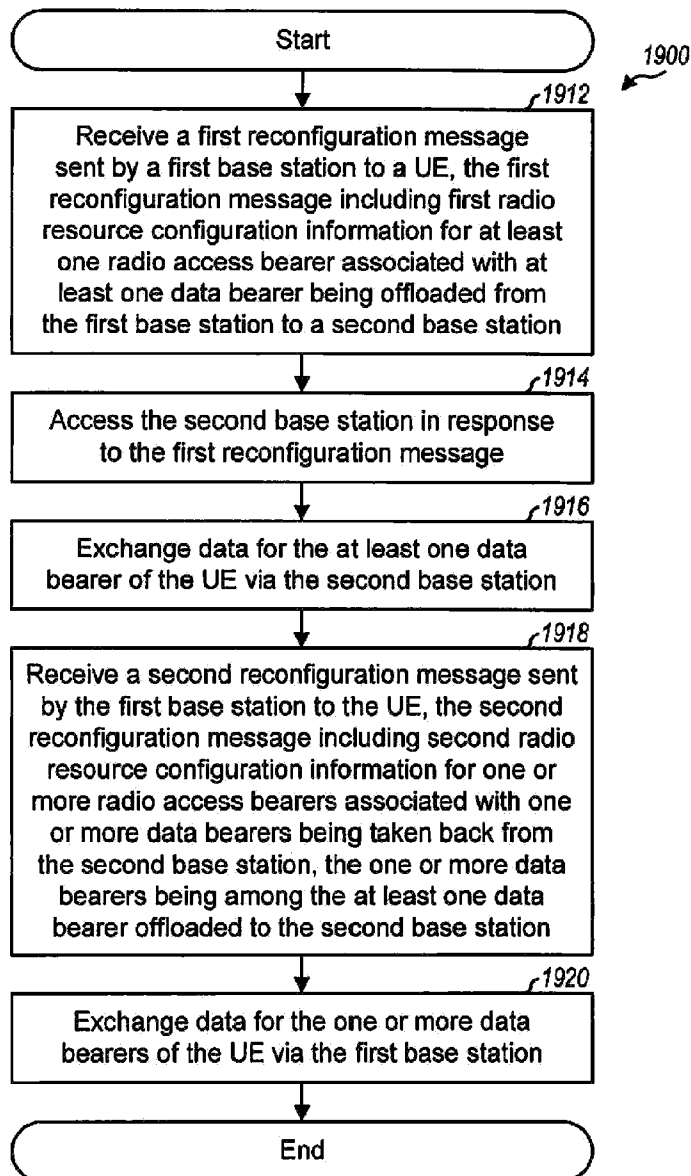 Start
1900
1912
Receive a first reconfiguration message
sent by a first base station to a UE, the first
reconfiguration message including first radio
resource configuration information for at least
one radio access bearer associated with at
least one data bearer being offloaded from
the first base station to a second base station
1914
Access the second base station in response
to the first reconfiguration message
1916
Exchange data for the at least one data
bearer of the UE via the second base station
1918
Receive a second reconfiguration message sent
by the first base station to the UE, the second
reconfiguration message including second radio
resource configuration information for one or
more radio access bearers associated with one
or more data bearers being taken back from
the second base station, the one or more data
bearers being among the at least one data
bearer offloaded to the second base station
1920
Exchange data for the one or more data
bearers of the UE via the first base station
End